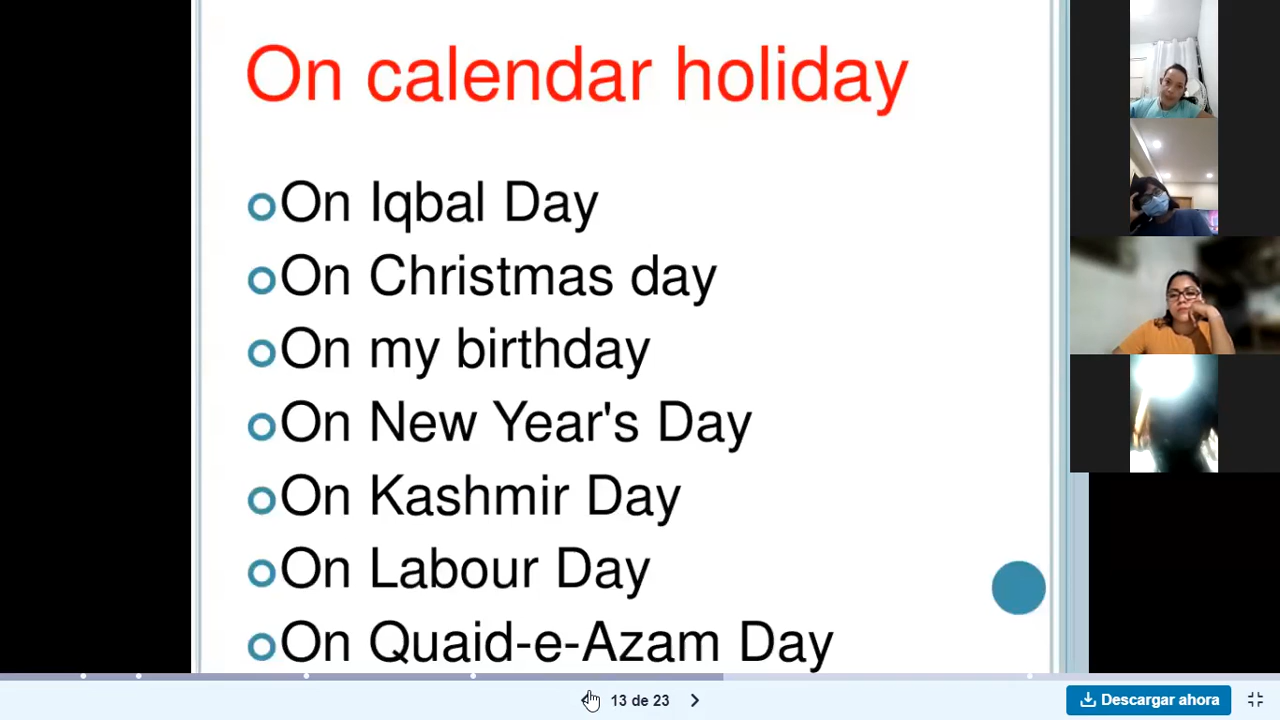 On calendar holiday
On Iqbal Day
On Christmas day
On my birthday
On New Year's Day
On Kashmir Day
On Labour Day
On Quaid-e-Azam Day
13 de 23
Descargar ahora